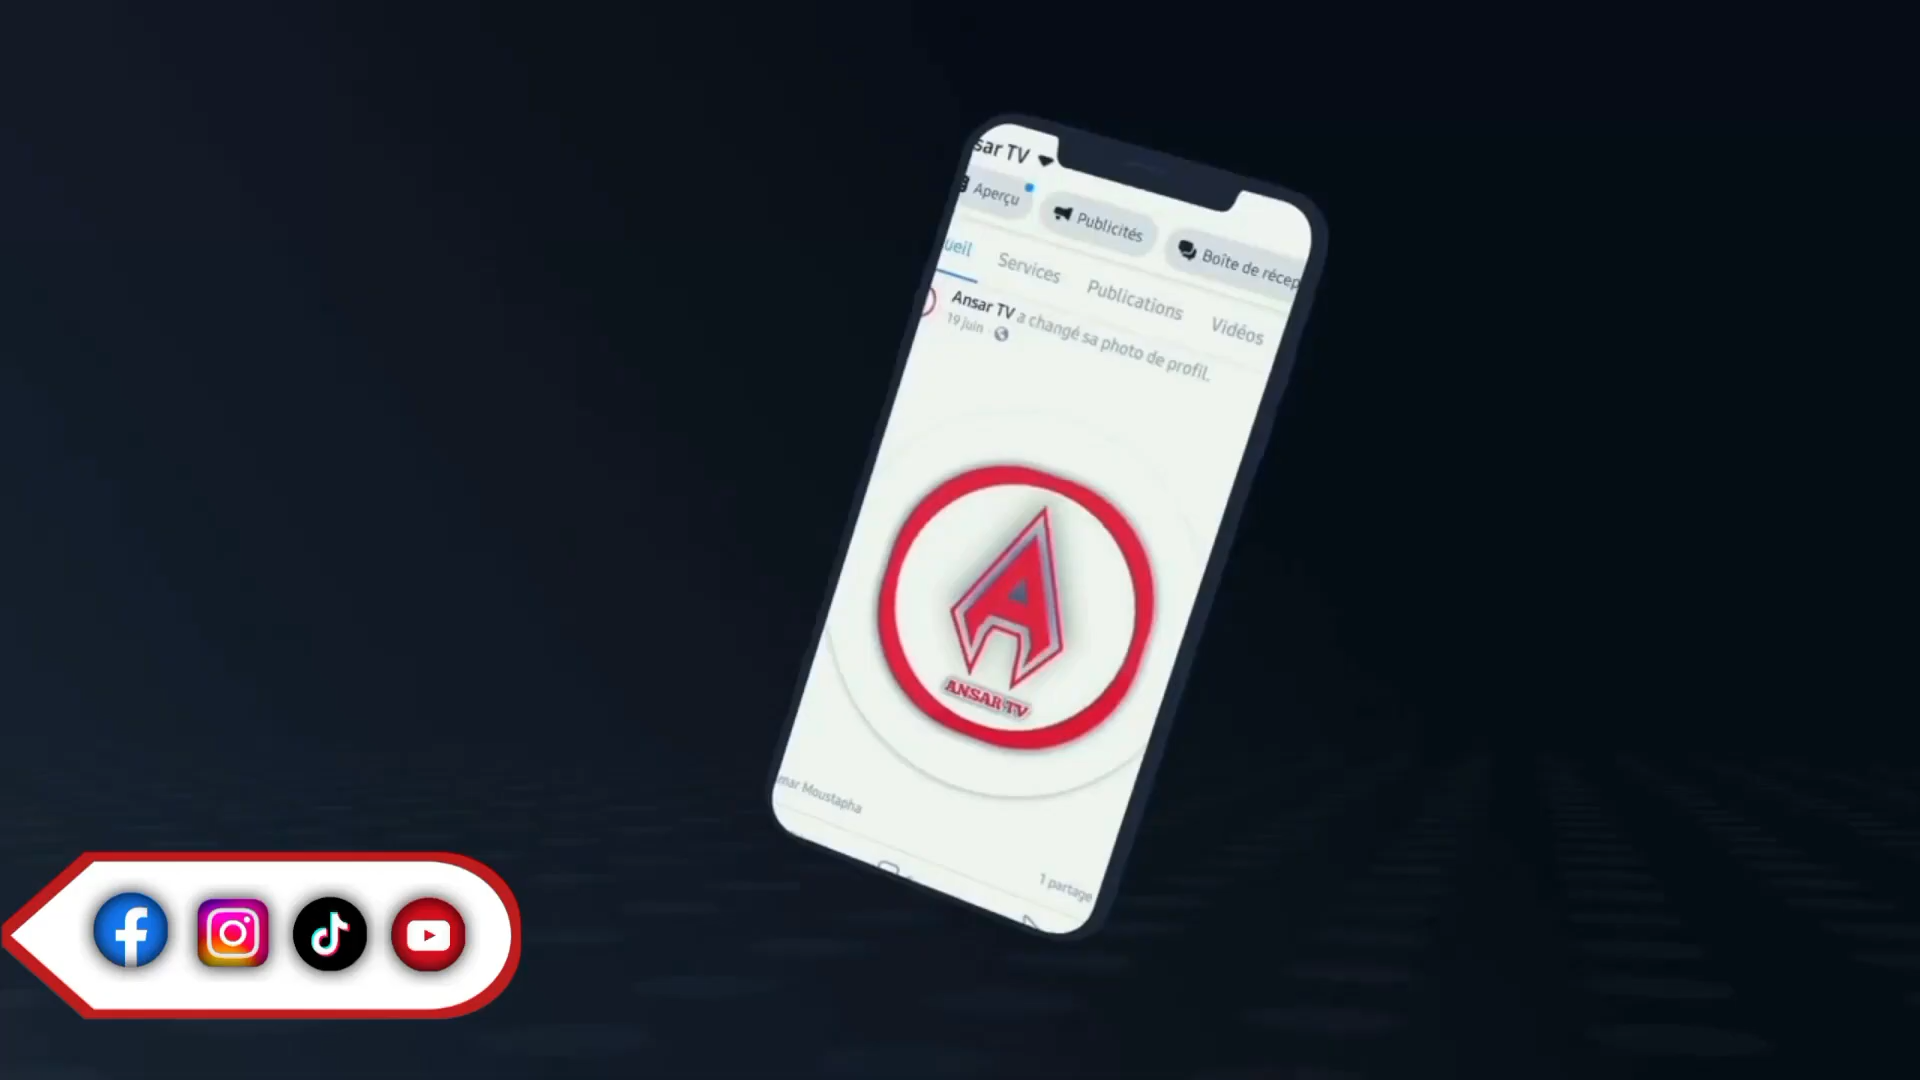 sar TV
Aperçu
Publicités
Boîte de récep
ueil
Services
Publications
Vidéos
Ansar TV a changé sa photo de profil.
19 juin
A
ANSAR TV
mar Moustapha
1 partage